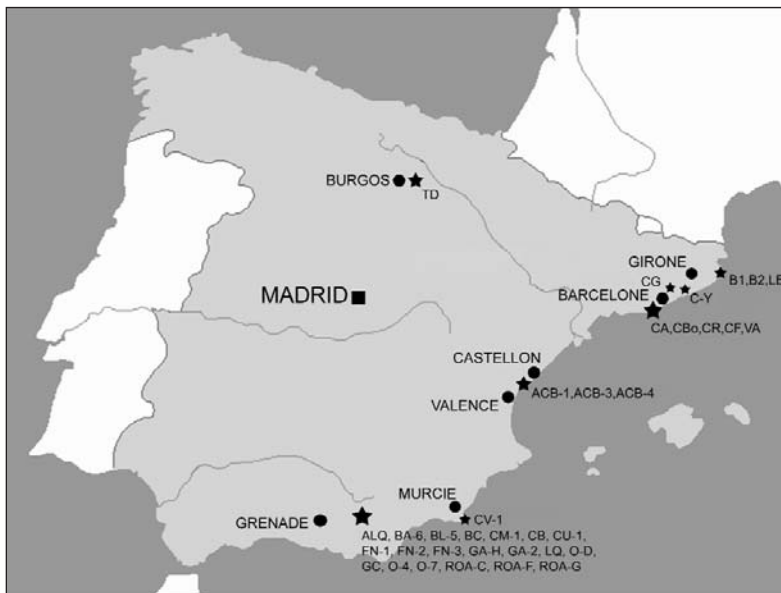 BURGOS
TD
GIRONE
CG
B1,B2,LE
MADRID
BARCELONE
C-Y
CA,CBo,CR,CF,VA
CASTELLON
ACB-1,ACB-3,ACB-4
VALENCE
MURCIE
GRENADE
CV-1
ALQ, BA-6, BL-5, BC, CM-1, CB, CU-1,
FN-1, FN-2, FN-3, GA-H, GA-2, LQ, O-D,
GC, O-4, O-7, ROA-C, ROA-F, ROA-G